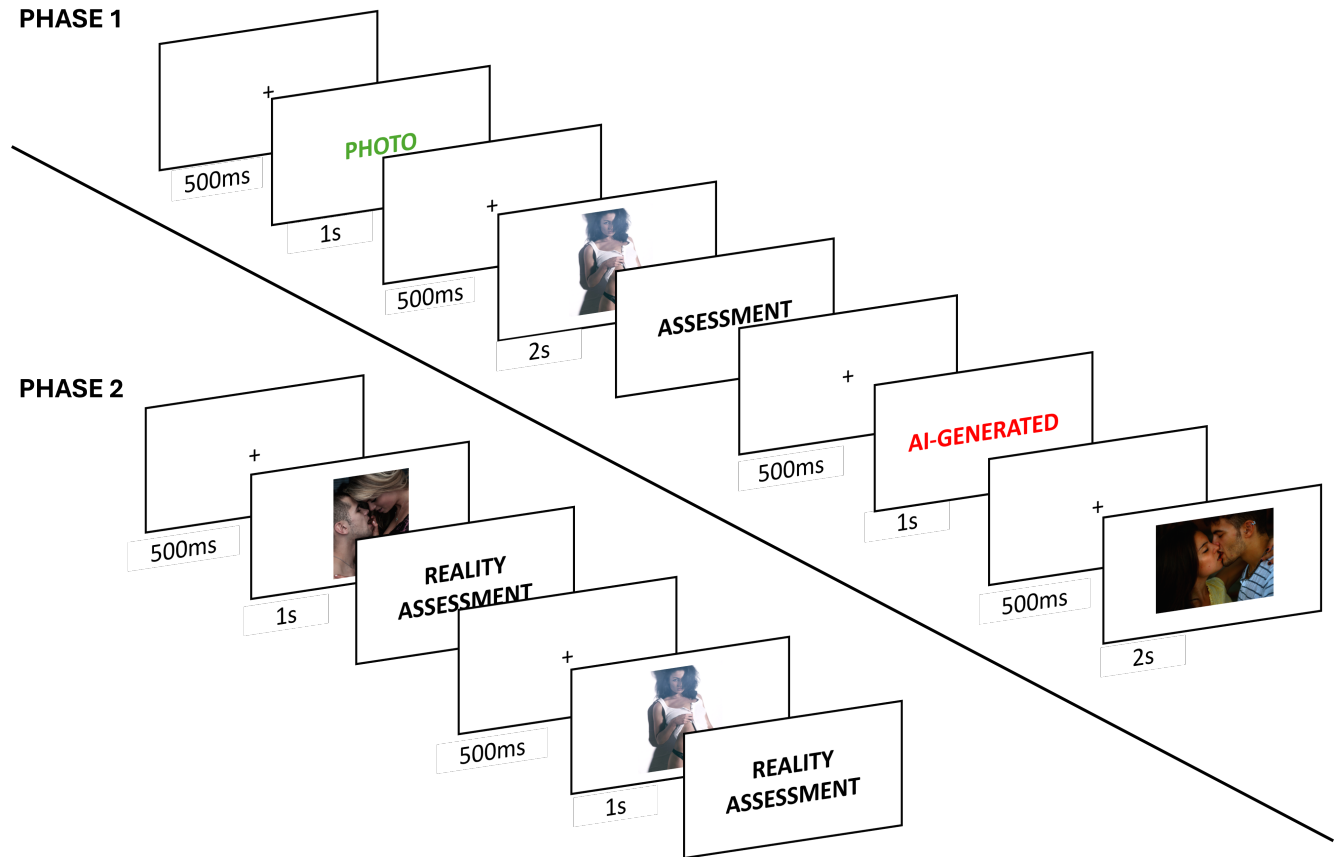 PHASE 1
+
500ms
PHOTO
1s
+
500ms
2s
ASSESSMENT
+
500ms
AI-GENERATED
1s
+
500ms
2s
PHASE 2
+
500ms
1s
REALITY
ASSESSMENT
+
500ms
1s
REALITY
ASSESSMENT